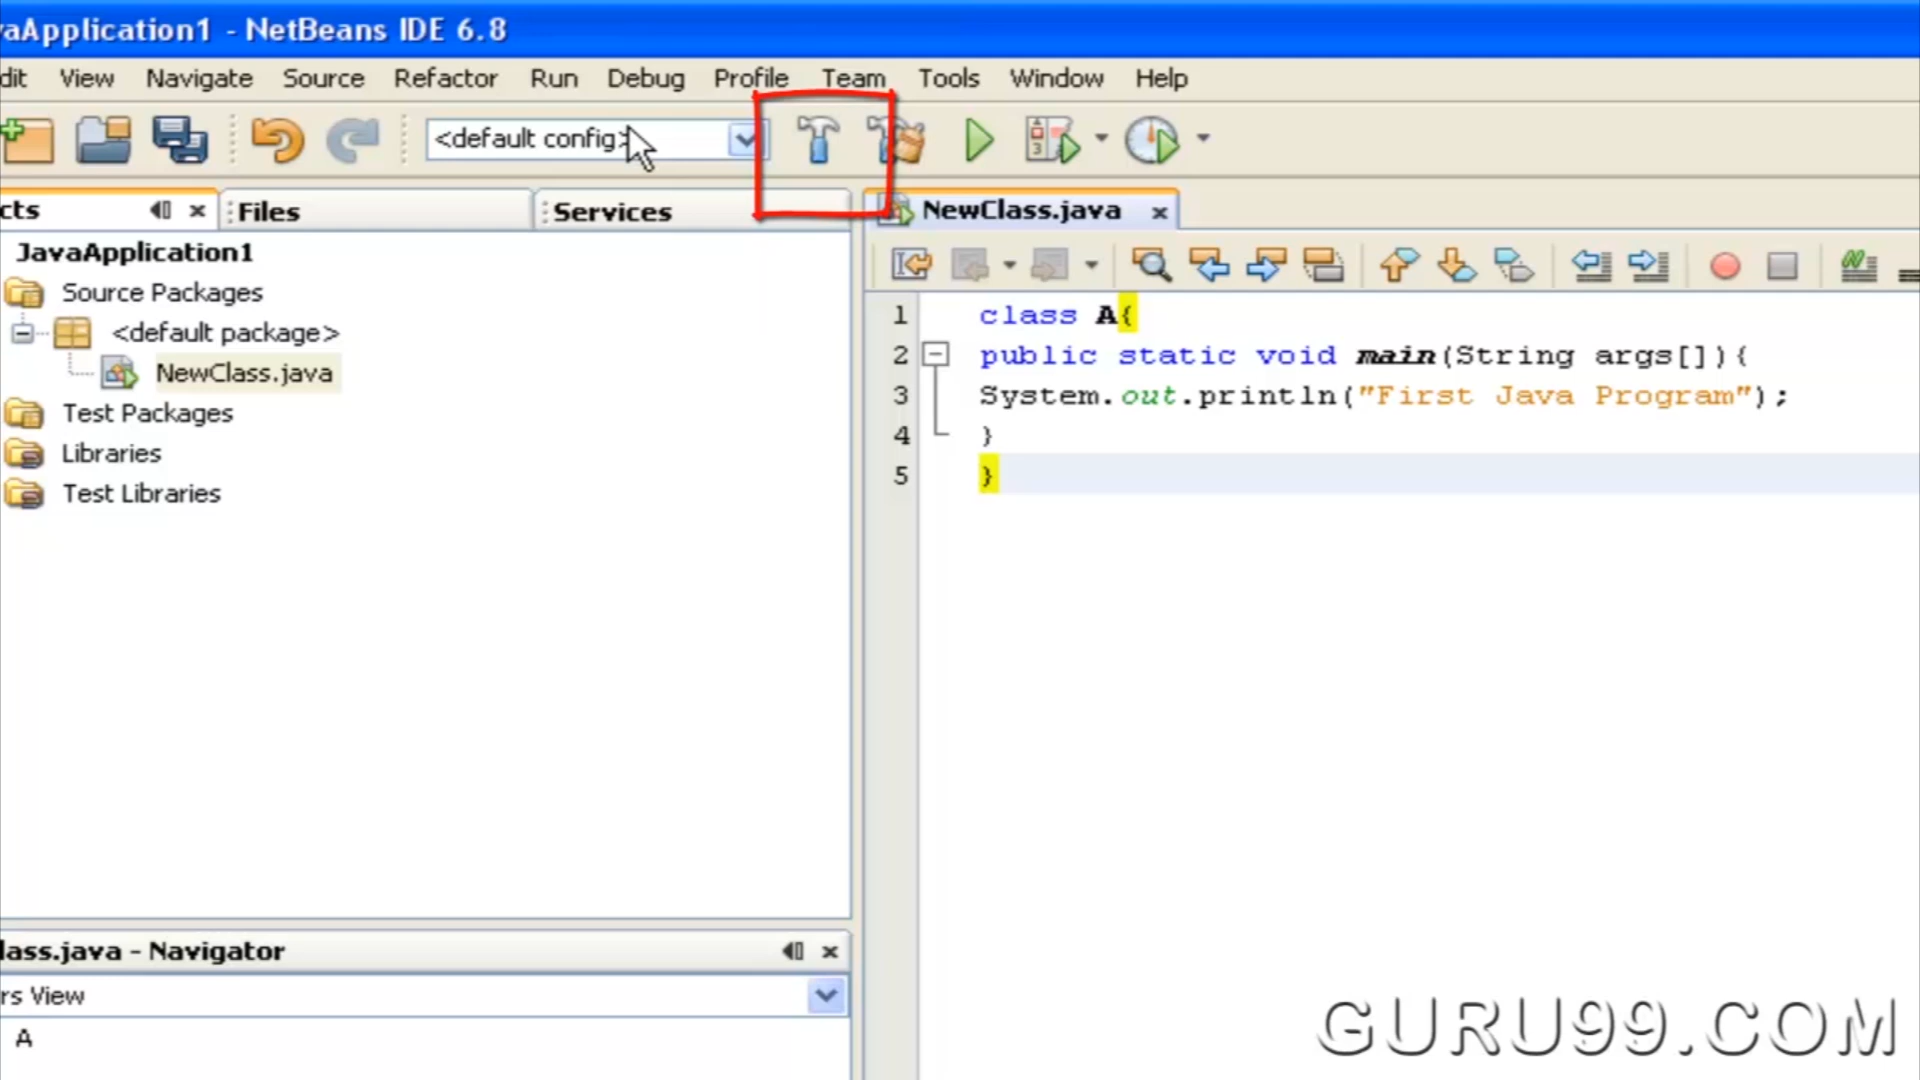 vaApplication1 - NetBeans IDE 6.8
dit View Navigate Source Refactor Run Debug Profile Team Tools Window Help
<default config>
cts Files Services
NewClass.java
JavaApplication1
Source Packages
<default package>
NewClass.java
Test Packages
Libraries
Test Libraries
1 class A{
2 public static void main(String args[]){
3 System.out.println("First Java Program");
4 }
5 }
lass.java - Navigator
rs View
A
GURU99.COM